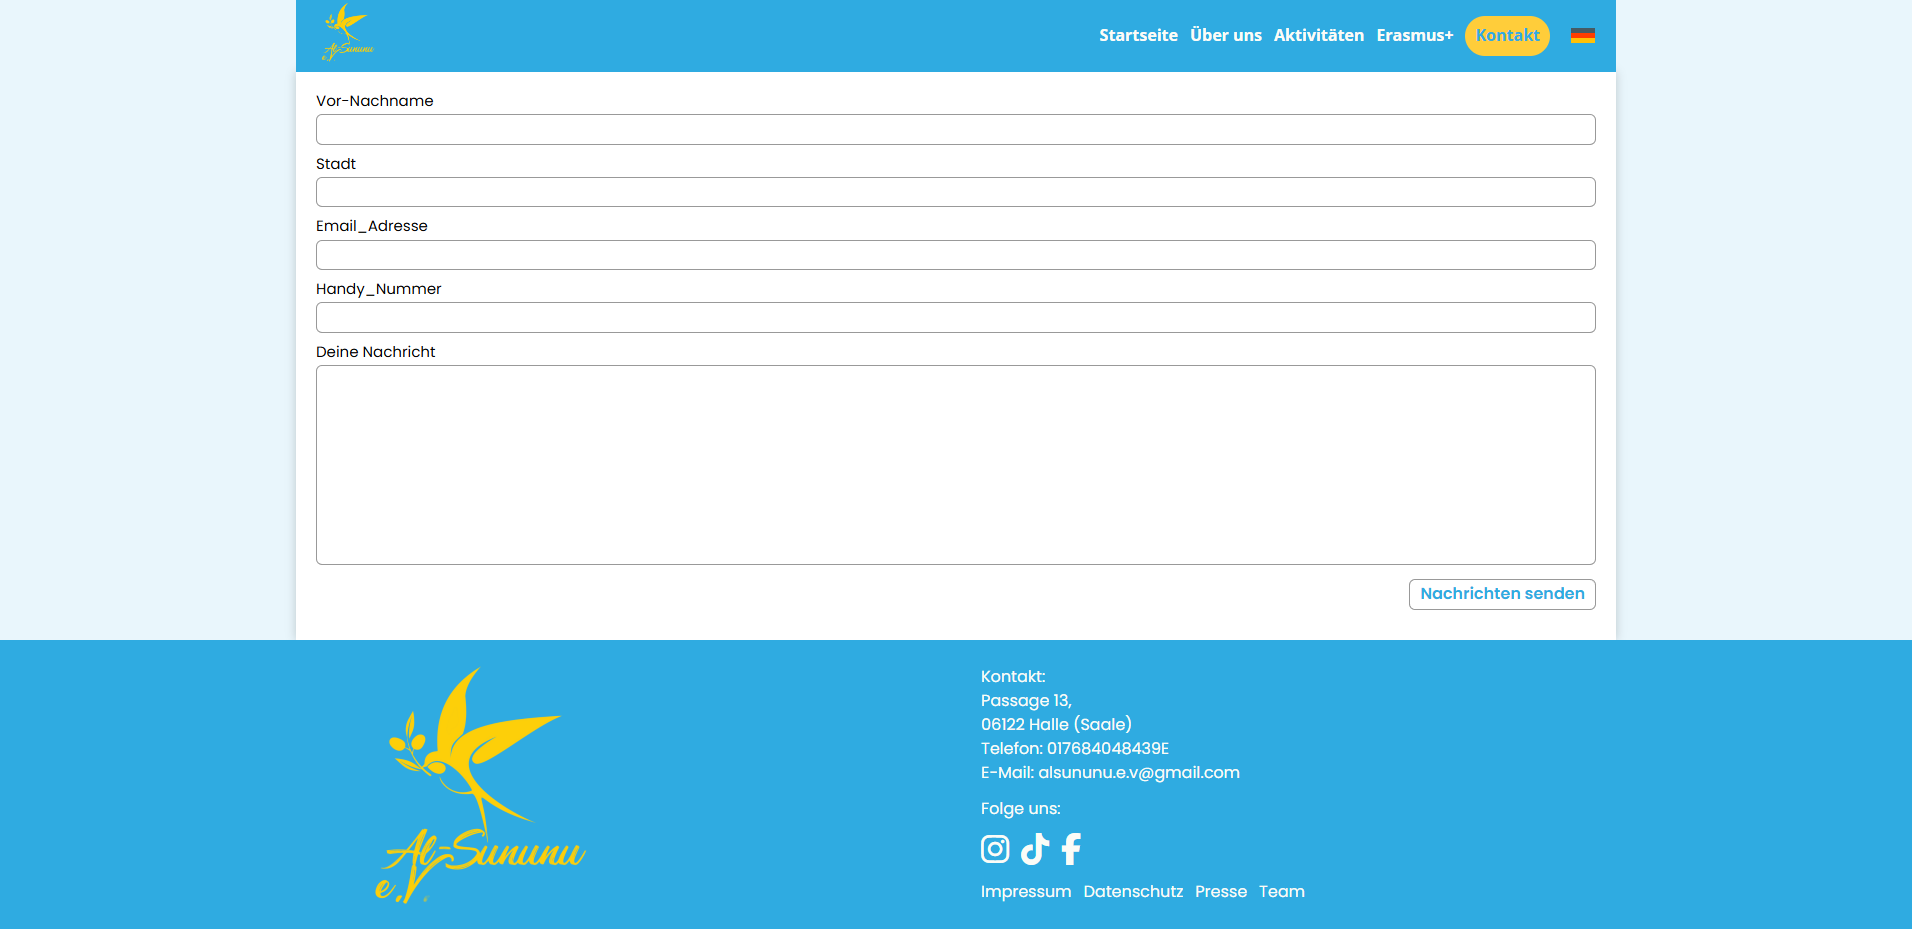 Al-Sununu
e.V.
Startseite Über uns Aktivitäten Erasmus+ Kontakt
Vor-Nachname
Stadt
Email_Adresse
Handy_Nummer
Deine Nachricht
Nachrichten senden
Al-Sununu
e.V.
Kontakt:
Passage 13,
06122 Halle (Saale)
Telefon: 017684048439E
E-Mail: alsununu.e.v@gmail.com
Folge uns:
Impressum Datenschutz Presse Team